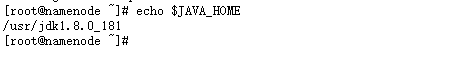 [root@namenode ~]# echo $JAVA_HOME
/usr/jdk1.8.0_181
[root@namenode ~]#